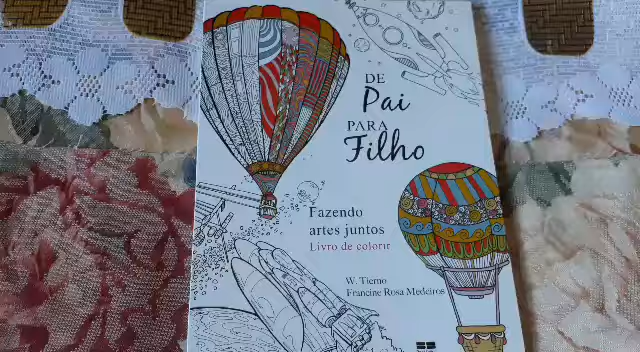 DE
Pai
PARA
Filho
Fazendo
artes juntos
Livro de colorir
W. Tierno
Francine Rosa Medeiros